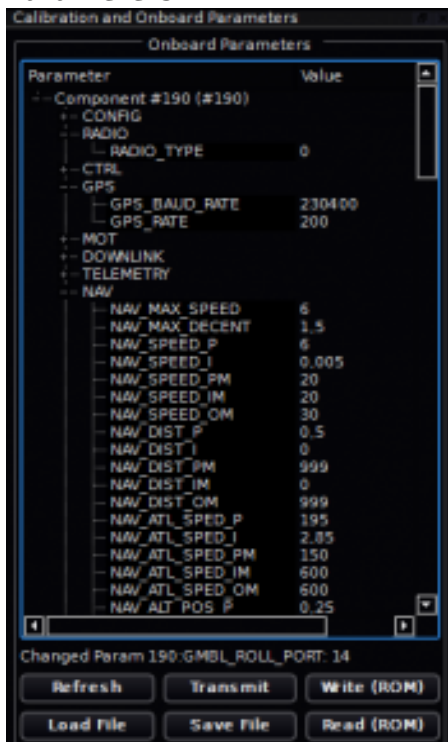 Calibration and Onboard Parameters
Onboard Parameters
Parameter Value
Component #190 (#190)
CONFIG
RADIO
RADIO_TYPE 0
CTRL
GPS
GPS_BAUD_RATE 230400
GPS_RATE 200
MOT
DOWNLINK
TELEMETRY
NAV
NAV_MAX_SPEED 6
NAV_MAX_DECENT 1,5
NAV_SPEED_P 6
NAV_SPEED_I 0,005
NAV_SPEED_PM 20
NAV_SPEED_IM 20
NAV_SPEED_OM 30
NAV_DIST_P 0,5
NAV_DIST_I 0
NAV_DIST_PM 999
NAV_DIST_IM 0
NAV_DIST_OM 999
NAV_ATL_SPED_P 195
NAV_ATL_SPED_I 2,85
NAV_ATL_SPED_PM 150
NAV_ATL_SPED_IM 600
NAV_ATL_SPED_OM 600
NAV_ALT_POS_P 0,25
Changed Param 190:GMBL_ROLL_PORT: 14
Refresh Transmit Write (ROM)
Load File Save File Read (ROM)